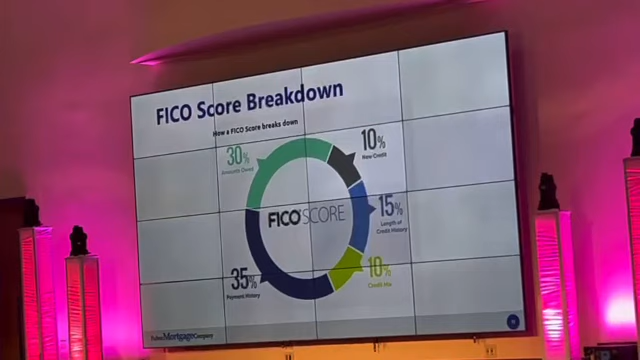 FICO Score Breakdown
How a FICO Score breaks down
30%
Amounts Owed
10%
New Credit
15%
Length of
Credit History
FICO SCORE
10%
Credit Mix
35%
Payment History
MortgageCompany